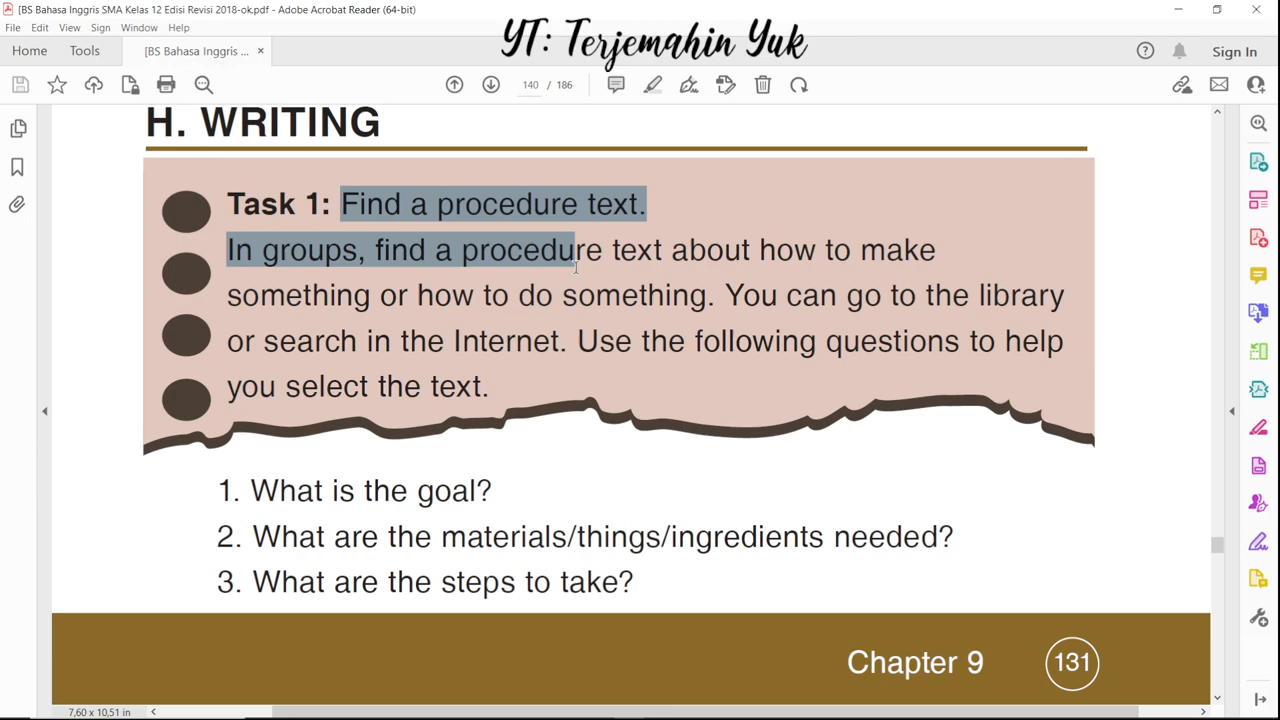 [BS Bahasa Inggris SMA Kelas 12 Edisi Revisi 2018-ok.pdf - Adobe Acrobat Reader (64-bit)
File Edit View Sign Window Help
YT: Terjemahin Yuk
Home Tools [BS Bahasa Inggris ... × Sign In
140 / 186
H. WRITING
Task 1: Find a procedure text.
In groups, find a procedure text about how to make
something or how to do something. You can go to the library
or search in the Internet. Use the following questions to help
you select the text.
1. What is the goal?
2. What are the materials/things/ingredients needed?
3. What are the steps to take?
Chapter 9 131
7,60 x 10,51 in